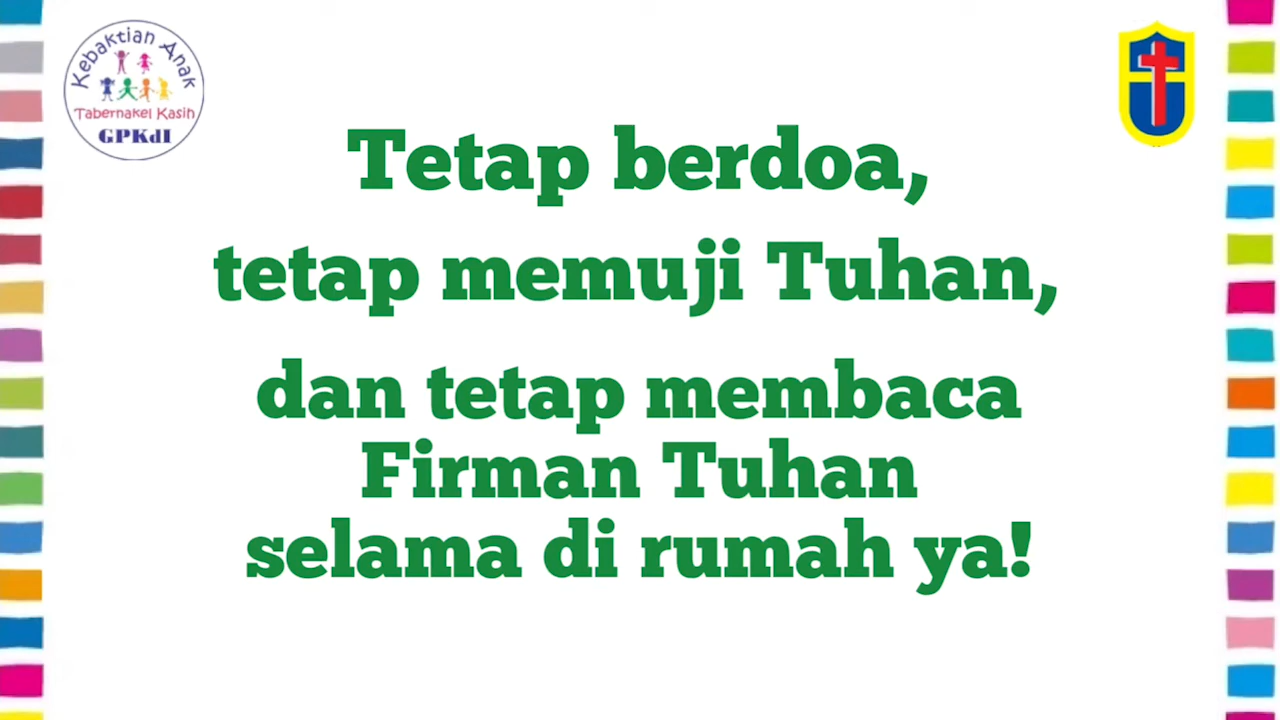 Kebaktian Anak
Tabernakel Kasih
GPKdI
Tetap berdoa,
tetap memuji Tuhan,
dan tetap membaca
Firman Tuhan
selama di rumah ya!